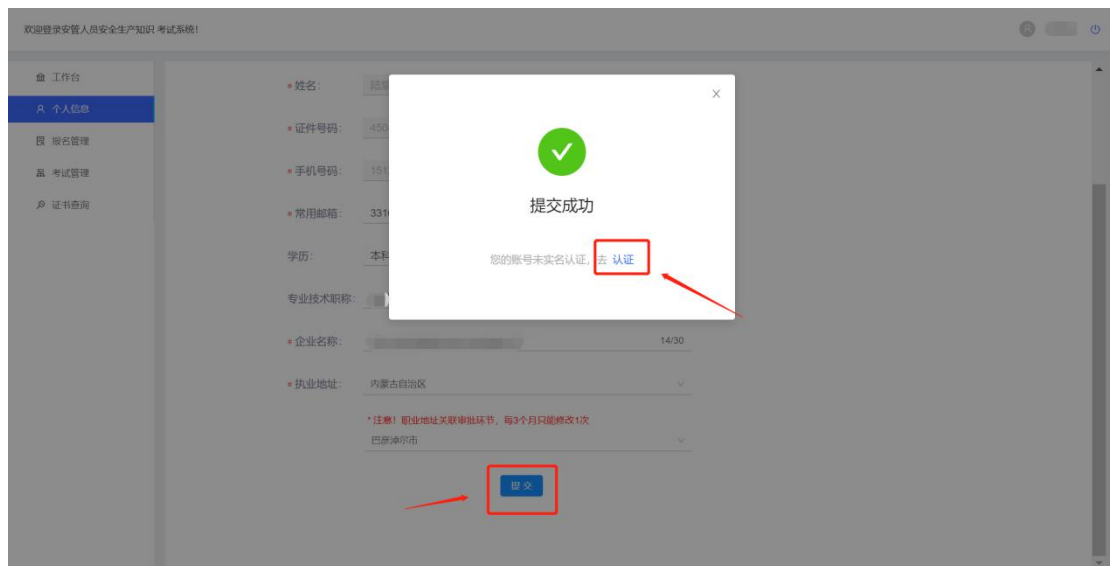 欢迎登录安管人员安全生产知识 考试系统!
工作台
个人信息
报名管理
考试管理
证书查询
*姓名:
*证件号码: 450
*手机号码: 151
*常用邮箱: 331
学历: 本科
专业技术职称:
*企业名称: 14/30
*执业地址: 内蒙古自治区
*注意!职业地址关联审批环节,每3个月只能修改1次
巴彦淖尔市
提交
提交成功
您的账号未实名认证,去 认证